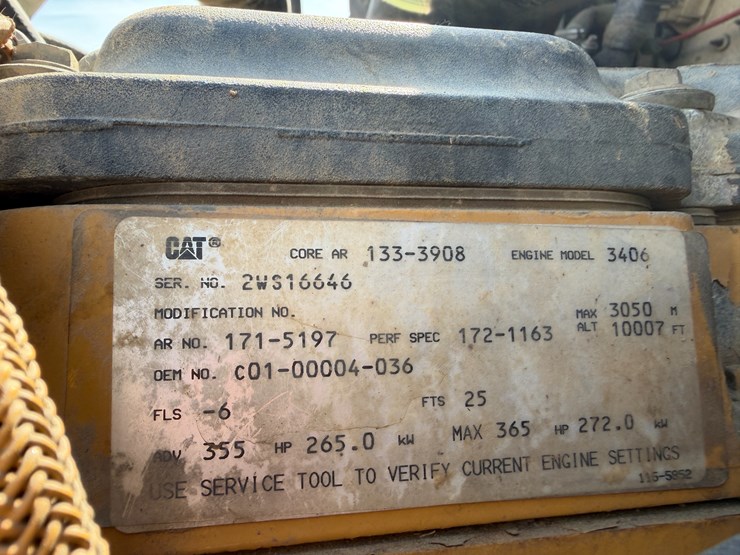 CAT® CORE AR 133-3908 ENGINE MODEL 3406
SER. NO. 2WS16646
MODIFICATION NO.
AR NO. 171-5197 PERF SPEC 172-1163 MAX ALT 3050 M 10007 FT
OEM NO. C01-00004-036
FLS -6 FTS 25
ADV 355 HP 265.0 kW MAX 365 HP 272.0 kW
USE SERVICE TOOL TO VERIFY CURRENT ENGINE SETTINGS
115-5852